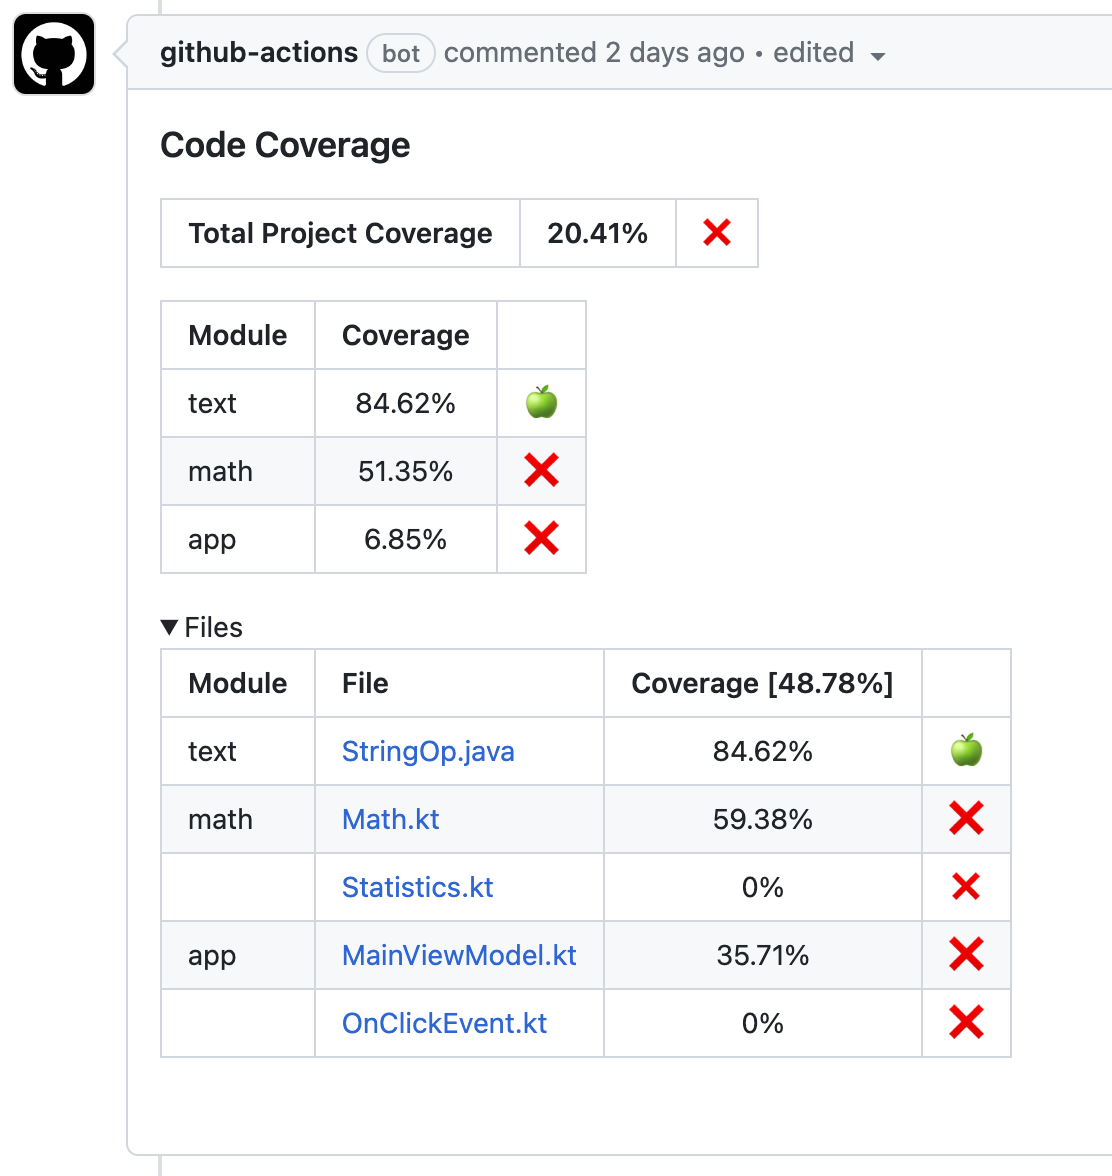 github-actions bot commented 2 days ago • edited
Code Coverage
Total Project Coverage 20.41%
Module Coverage
text 84.62%
math 51.35%
app 6.85%
Files
Module File Coverage [48.78%]
text StringOp.java 84.62%
math Math.kt 59.38%
Statistics.kt 0%
app MainViewModel.kt 35.71%
OnClickEvent.kt 0%